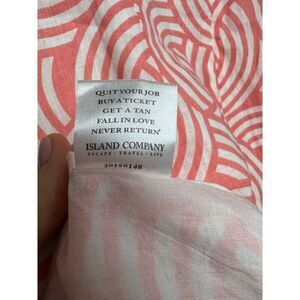 QUIT YOUR JOB
BUY A TICKET
GET A TAN
FALL IN LOVE
NEVER RETURN®
ISLAND COMPANY
ESCAPE · TRAVEL · LIVE
30150148